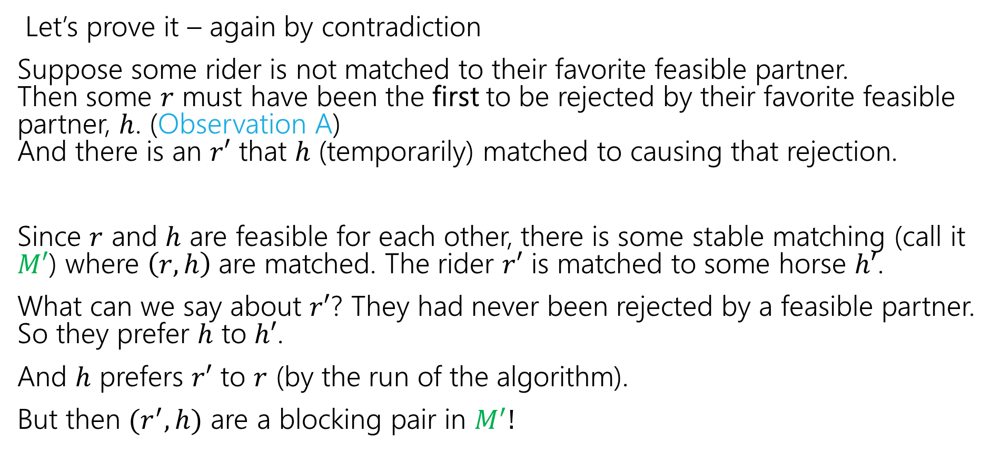 Let’s prove it – again by contradiction
Suppose some rider is not matched to their favorite feasible partner.
Then some r must have been the first to be rejected by their favorite feasible
partner, h. (Observation A)
And there is an r′ that h (temporarily) matched to causing that rejection.
Since r and h are feasible for each other, there is some stable matching (call it
M′) where (r, h) are matched. The rider r′ is matched to some horse h′.
What can we say about r′? They had never been rejected by a feasible partner.
So they prefer h to h′.
And h prefers r′ to r (by the run of the algorithm).
But then (r′, h) are a blocking pair in M′!